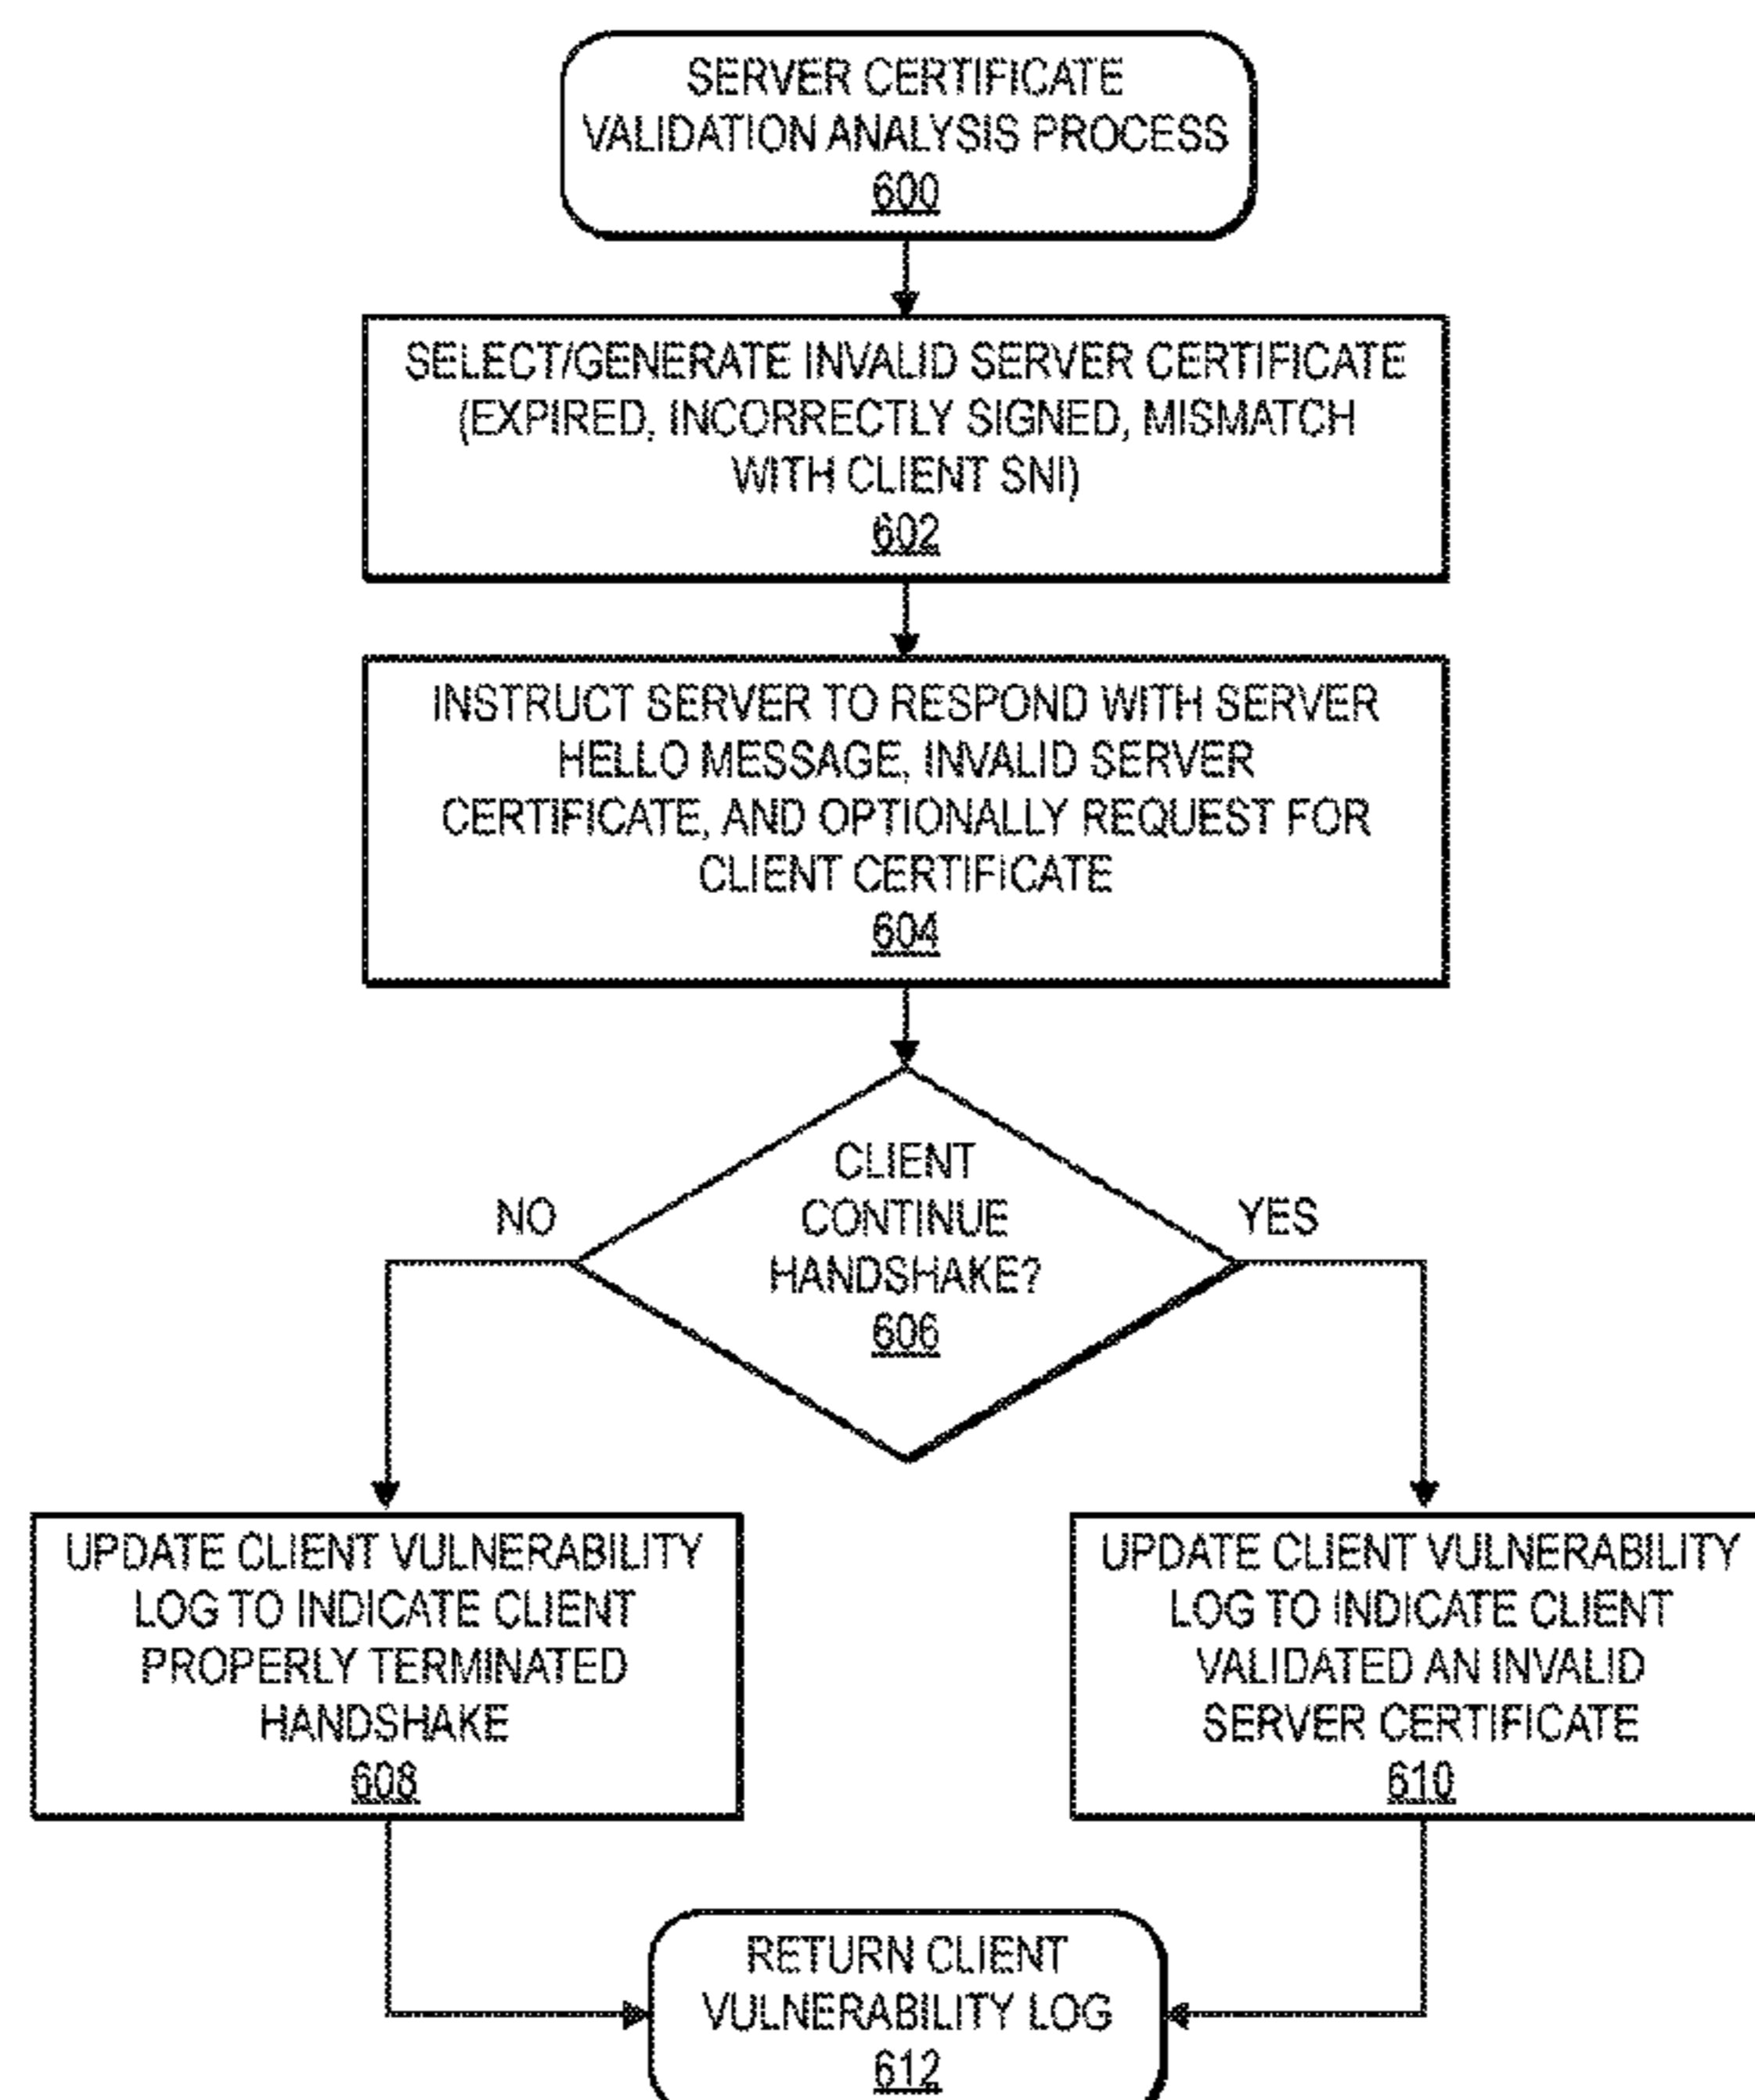 SERVER CERTIFICATE
VALIDATION ANALYSIS PROCESS
600
SELECT/GENERATE INVALID SERVER CERTIFICATE
(EXPIRED, INCORRECTLY SIGNED, MISMATCH
WITH CLIENT SNI)
602
INSTRUCT SERVER TO RESPOND WITH SERVER
HELLO MESSAGE, INVALID SERVER
CERTIFICATE, AND OPTIONALLY REQUEST FOR
CLIENT CERTIFICATE
604
CLIENT
CONTINUE
HANDSHAKE?
606
NO
YES
UPDATE CLIENT VULNERABILITY
LOG TO INDICATE CLIENT
PROPERLY TERMINATED
HANDSHAKE
608
UPDATE CLIENT VULNERABILITY
LOG TO INDICATE CLIENT
VALIDATED AN INVALID
SERVER CERTIFICATE
610
RETURN CLIENT
VULNERABILITY LOG
612